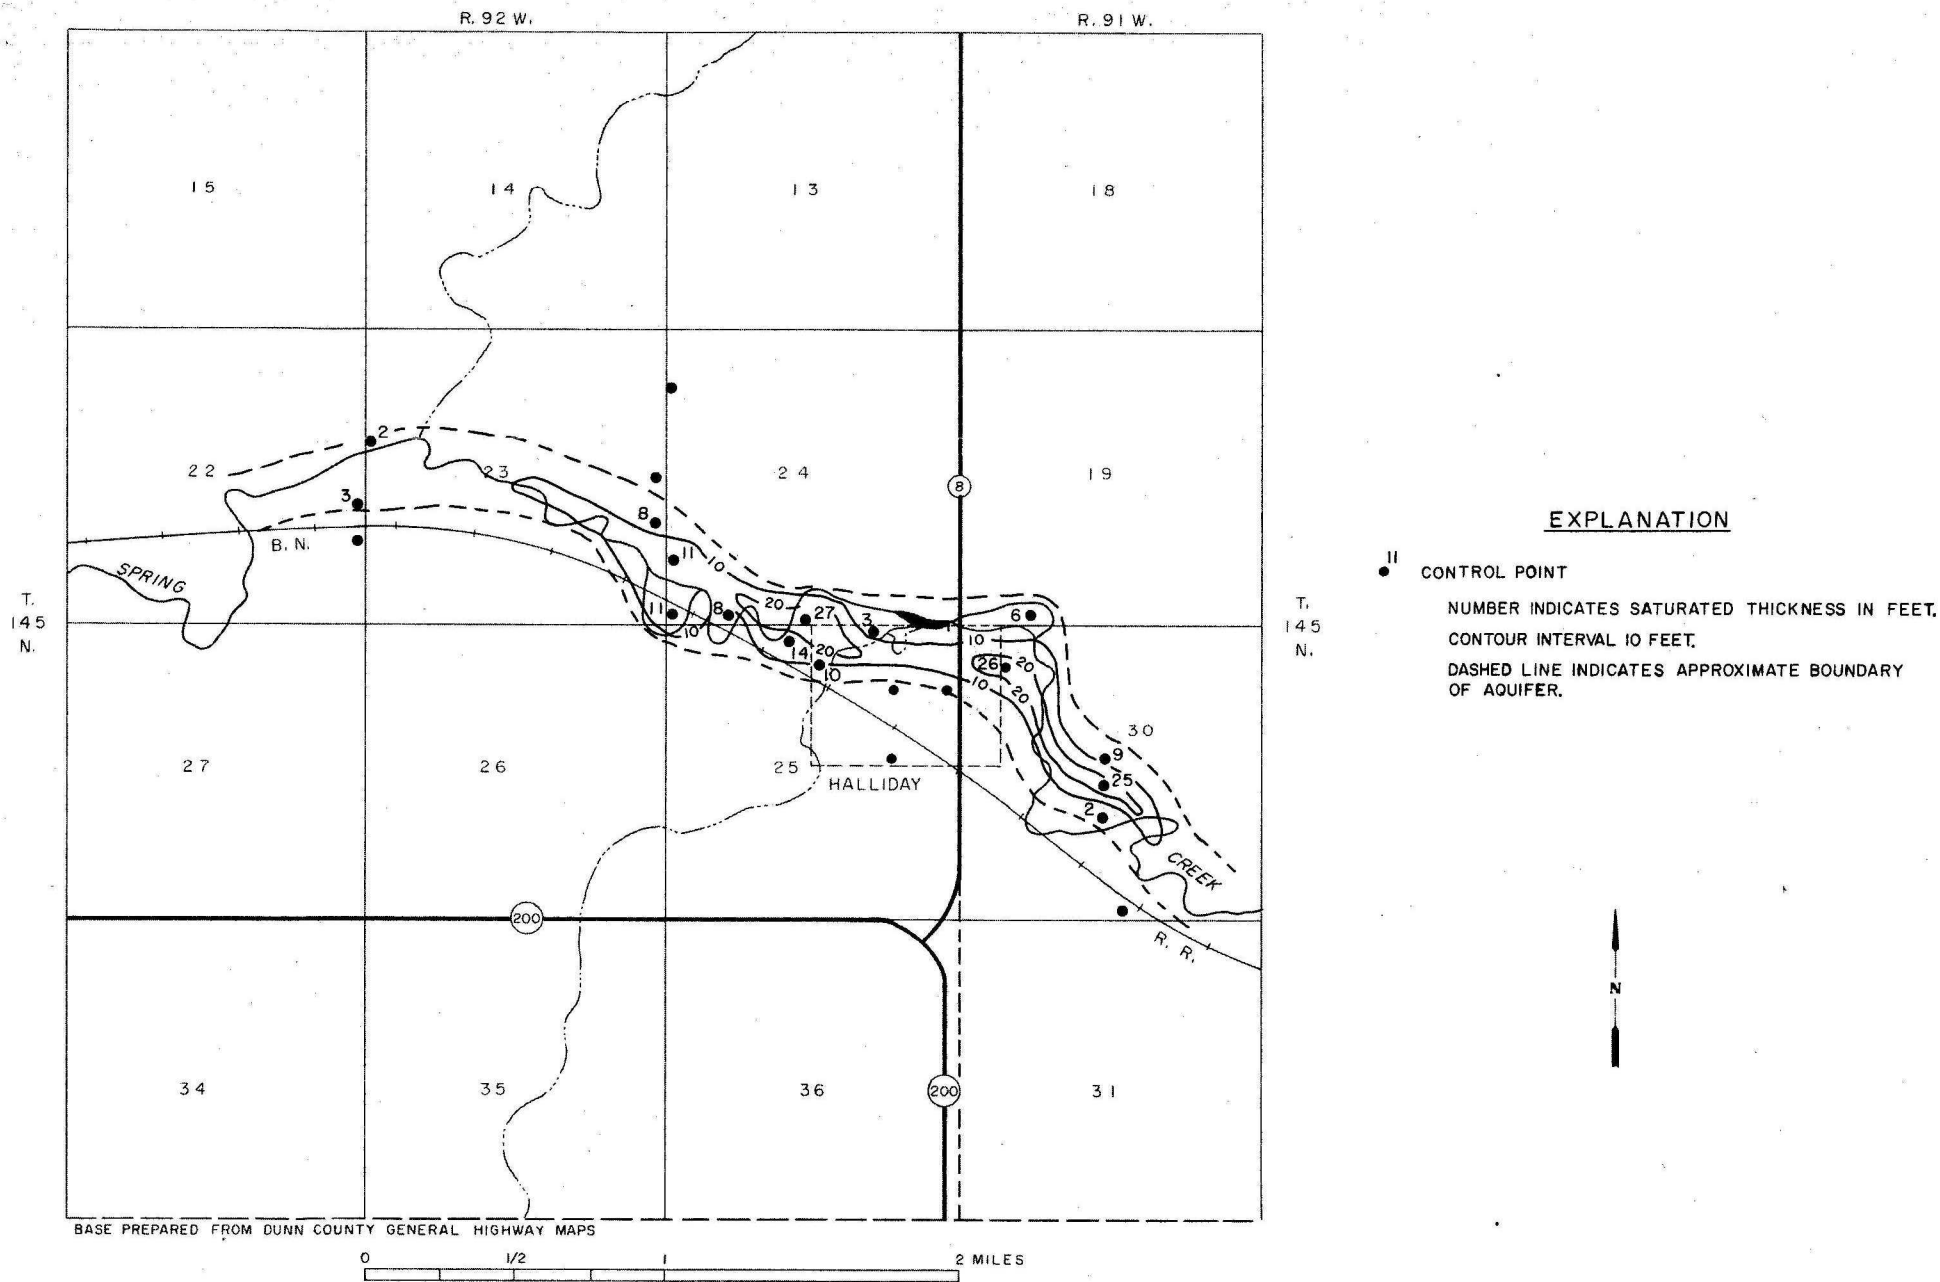 R. 92 W. R. 91 W.
15 14 13 18
22 23 24 19
2
3
B. N.
SPRING
8
11
10
11
8
10
20
27
3
6
14
20
10
10
26
20
10
20
T.
145
N.
T.
145
N.
8
30
9
25
2
27 26 25
HALLIDAY
CREEK
200
R. R.
34 35 36 31
200
BASE PREPARED FROM DUNN COUNTY GENERAL HIGHWAY MAPS
0 1/2 1 2 MILES
EXPLANATION
11
CONTROL POINT
NUMBER INDICATES SATURATED THICKNESS IN FEET.
CONTOUR INTERVAL 10 FEET.
DASHED LINE INDICATES APPROXIMATE BOUNDARY
OF AQUIFER.
N